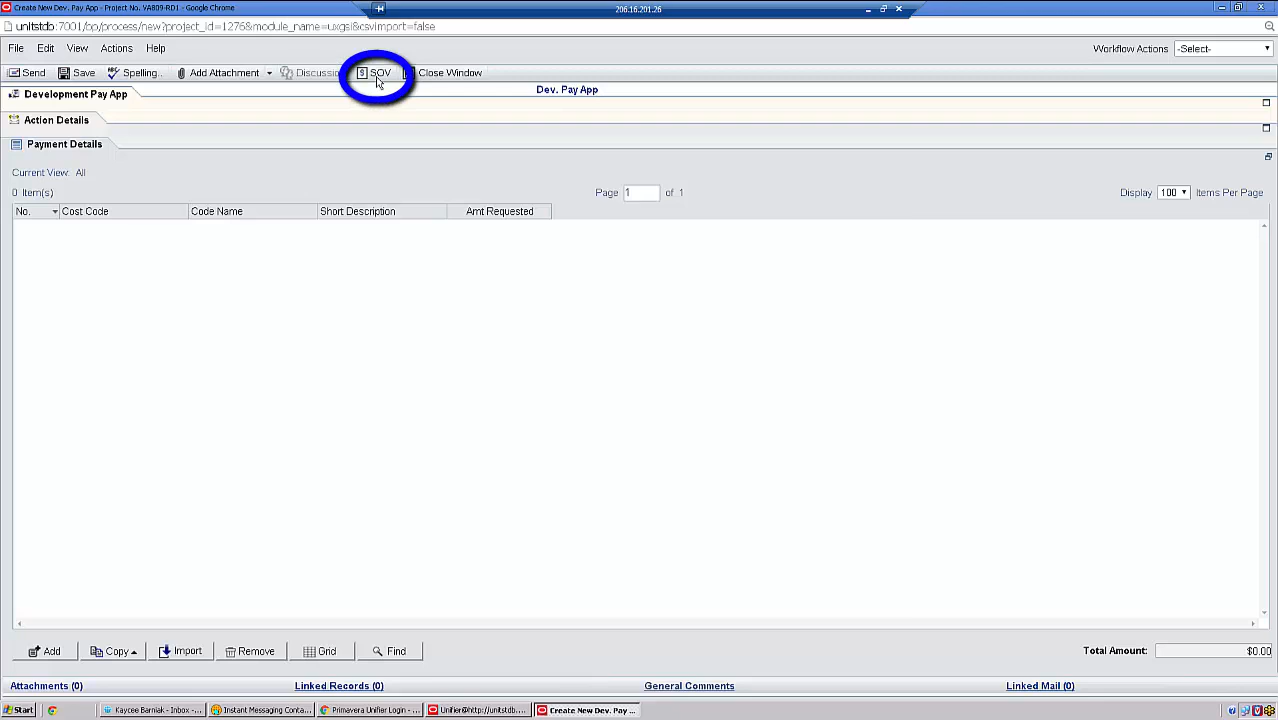 Create New Dev. Pay App - Project No. VA809-RD1 - Google Chrome
206.16.201.26
unitstdb:7001/bp/process/new?project_id=1276&module_name=uxgsl&csvImport=false
File Edit View Actions Help
Workflow Actions -Select-
Send Save Spelling... Add Attachment SOV Close Window
Development Pay App
Dev. Pay App
Action Details
Payment Details
Current View: All
0 Item(s)
Page 1 of 1
Display 100 Items Per Page
No. Cost Code Code Name Short Description Amt Requested
Add Copy Import Remove Grid Find
Total Amount: $0.00
Attachments (0) Linked Records (0) General Comments Linked Mail (0)
Start Kaycee Barniak - Inbox -... Instant Messaging Conta... Primavera Unifier Login - ... Unifier@http://unitstdb... Create New Dev. Pay ...